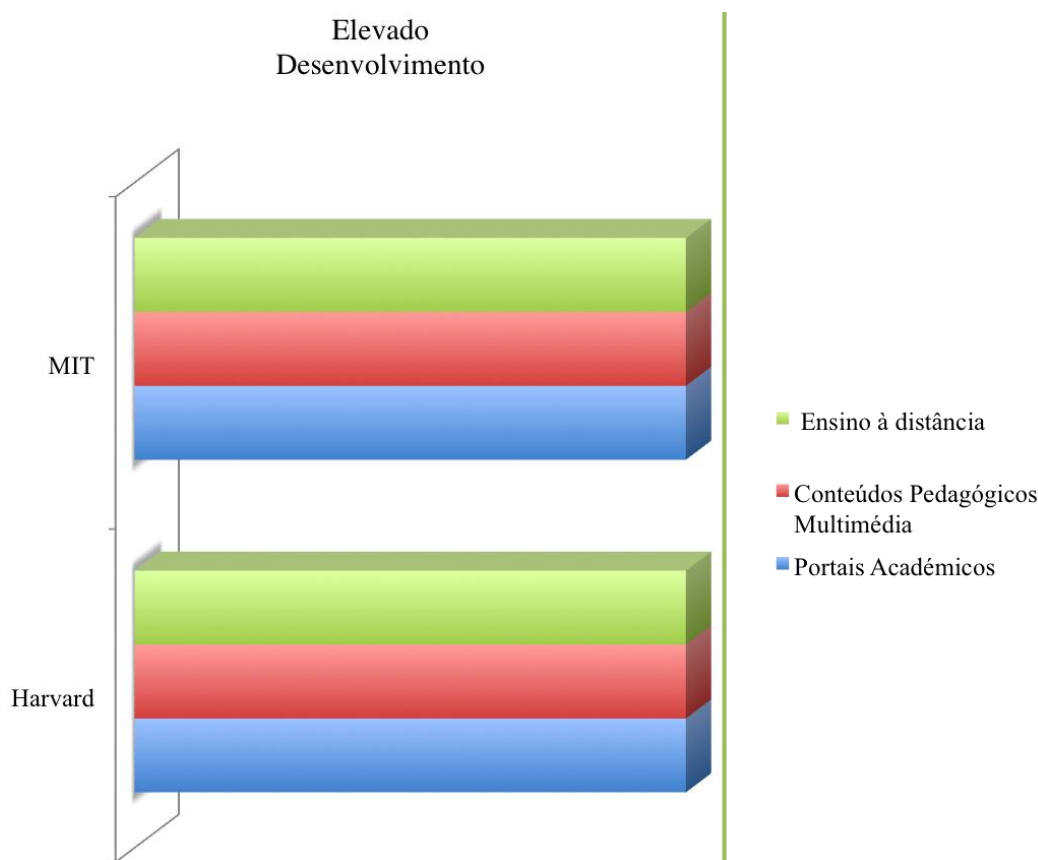 Elevado
Desenvolvimento
MIT
Harvard
Ensino à distância
Conteúdos Pedagógicos
Multimédia
Portais Académicos